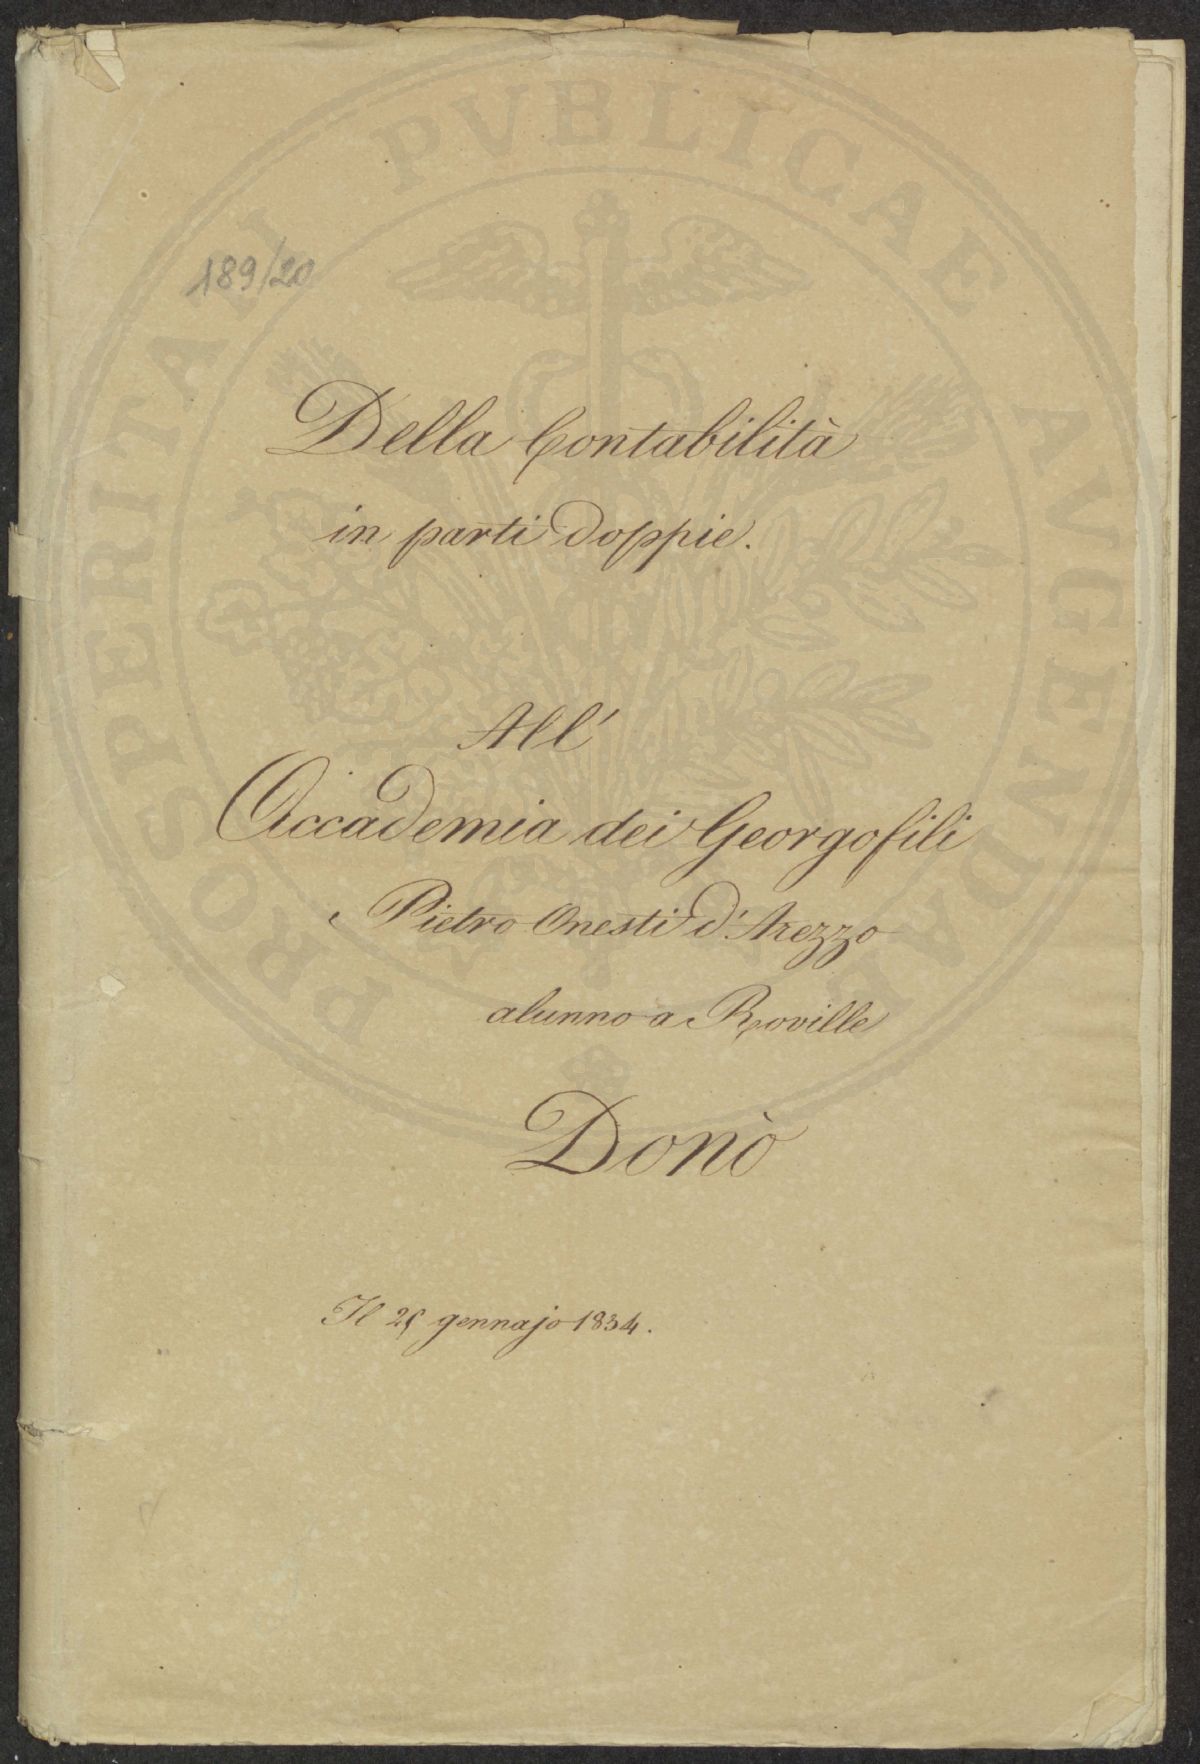 PROSPERITATI PVBLICAE AVGENDAE
189/20
Della Contabilità
in parti doppie.
All'
Accademia dei Georgofili
Pietro Onesti d'Arezzo
alunno a Roville
Donò
Il gennajo 1834.